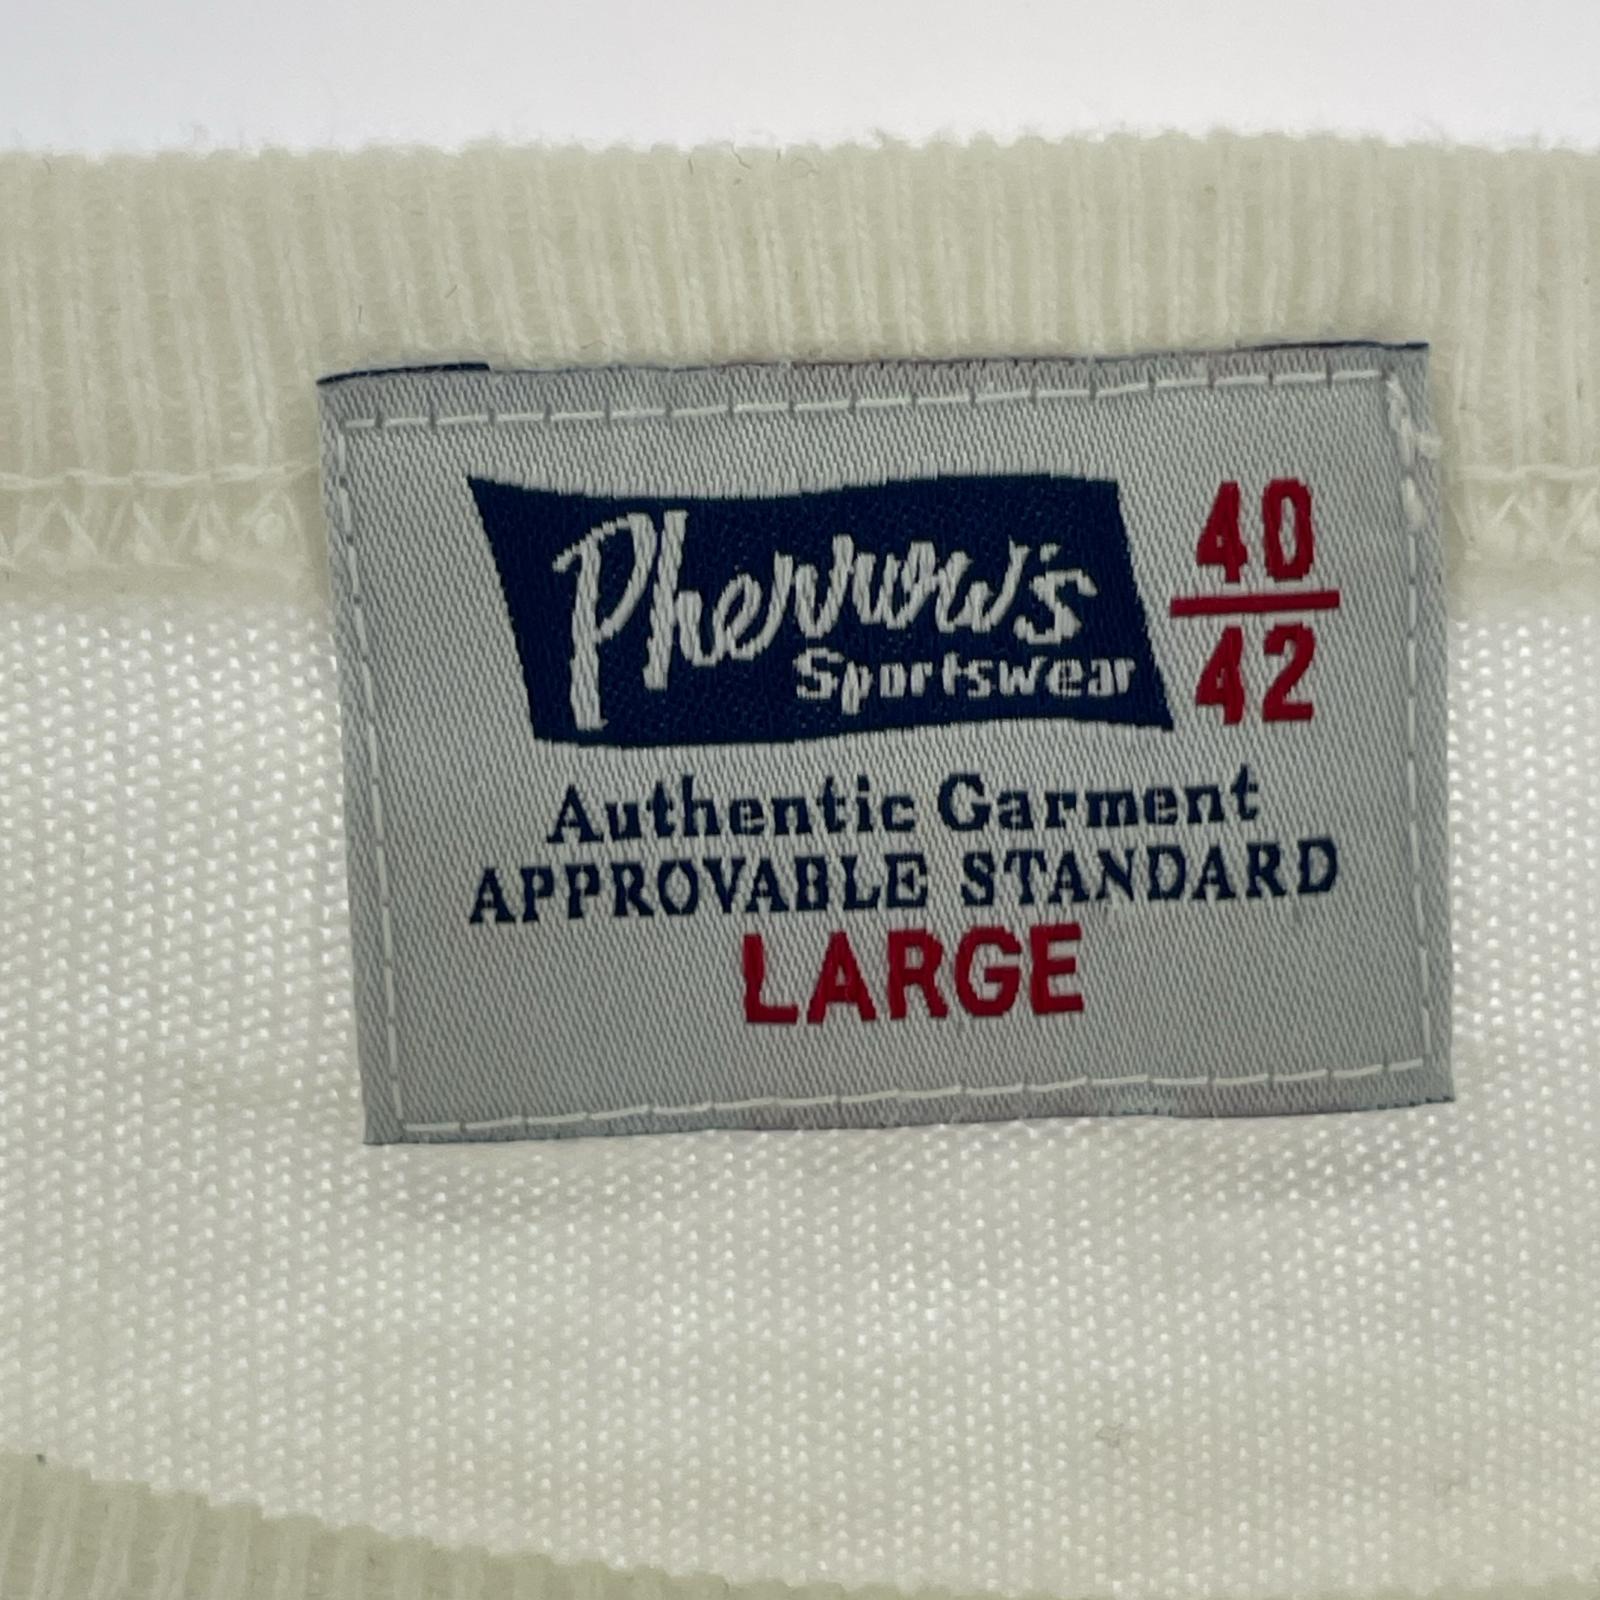 Pherrow's
Sportswear
40
42
Authentic Garment
APPROVABLE STANDARD
LARGE